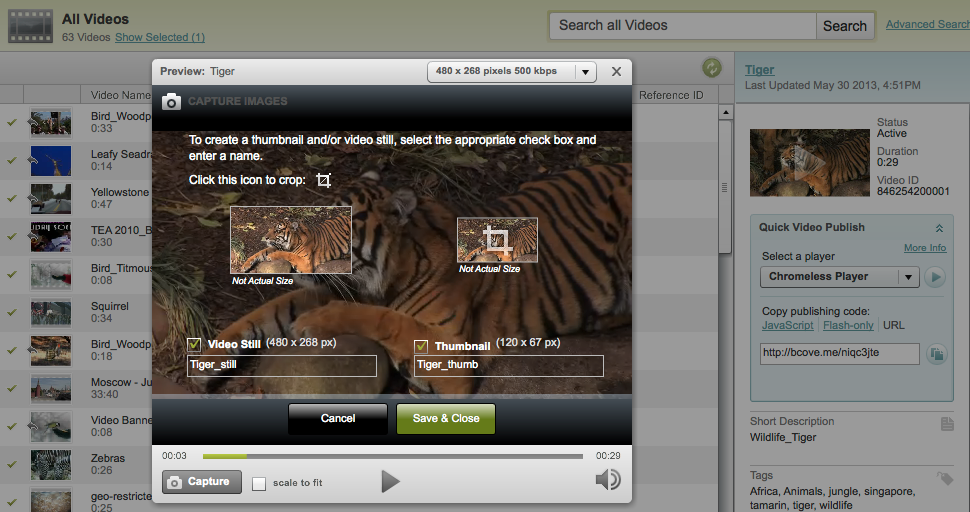 All Videos
63 Videos Show Selected (1)
Search all Videos
Search
Advanced Search
Preview: Tiger
480 x 268 pixels 500 kbps
CAPTURE IMAGES
To create a thumbnail and/or video still, select the appropriate check box and
enter a name.
Click this icon to crop:
Not Actual Size
Not Actual Size
Video Still (480 x 268 px)
Thumbnail (120 x 67 px)
Tiger_still
Tiger_thumb
Cancel
Save & Close
00:03
00:29
Capture
scale to fit
Video Name
Reference ID
Bird_Woodp
0:33
Leafy Seadra
0:14
Yellowstone
0:47
TEA 2010_B
0:30
Bird_Titmous
0:08
Squirrel
0:34
Bird_Woodp
0:18
Moscow - Ju
33:40
Video Banne
0:08
Zebras
0:26
geo-restricte
0:25
Tiger
Last Updated May 30 2013, 4:51PM
Status
Active
Duration
0:29
Video ID
846254200001
Quick Video Publish
More Info
Select a player
Chromeless Player
Copy publishing code:
JavaScript Flash-only URL
http://bcove.me/niqc3jte
Short Description
Wildlife_Tiger
Tags
Africa, Animals, jungle, singapore,
tamarin, tiger, wildlife